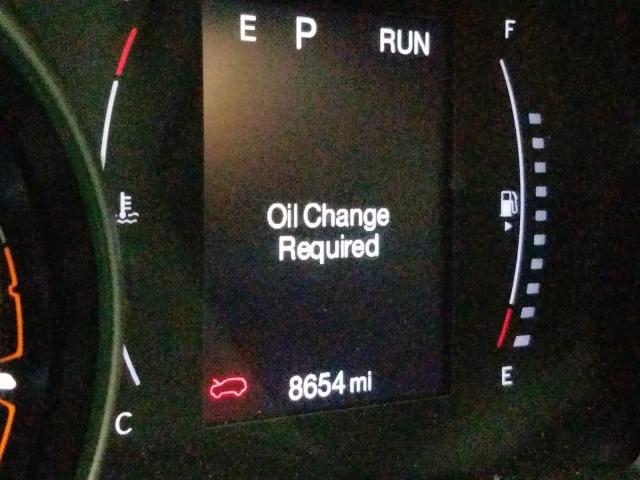 E P RUN
F
Oil Change
Required
8654 mi
E
C